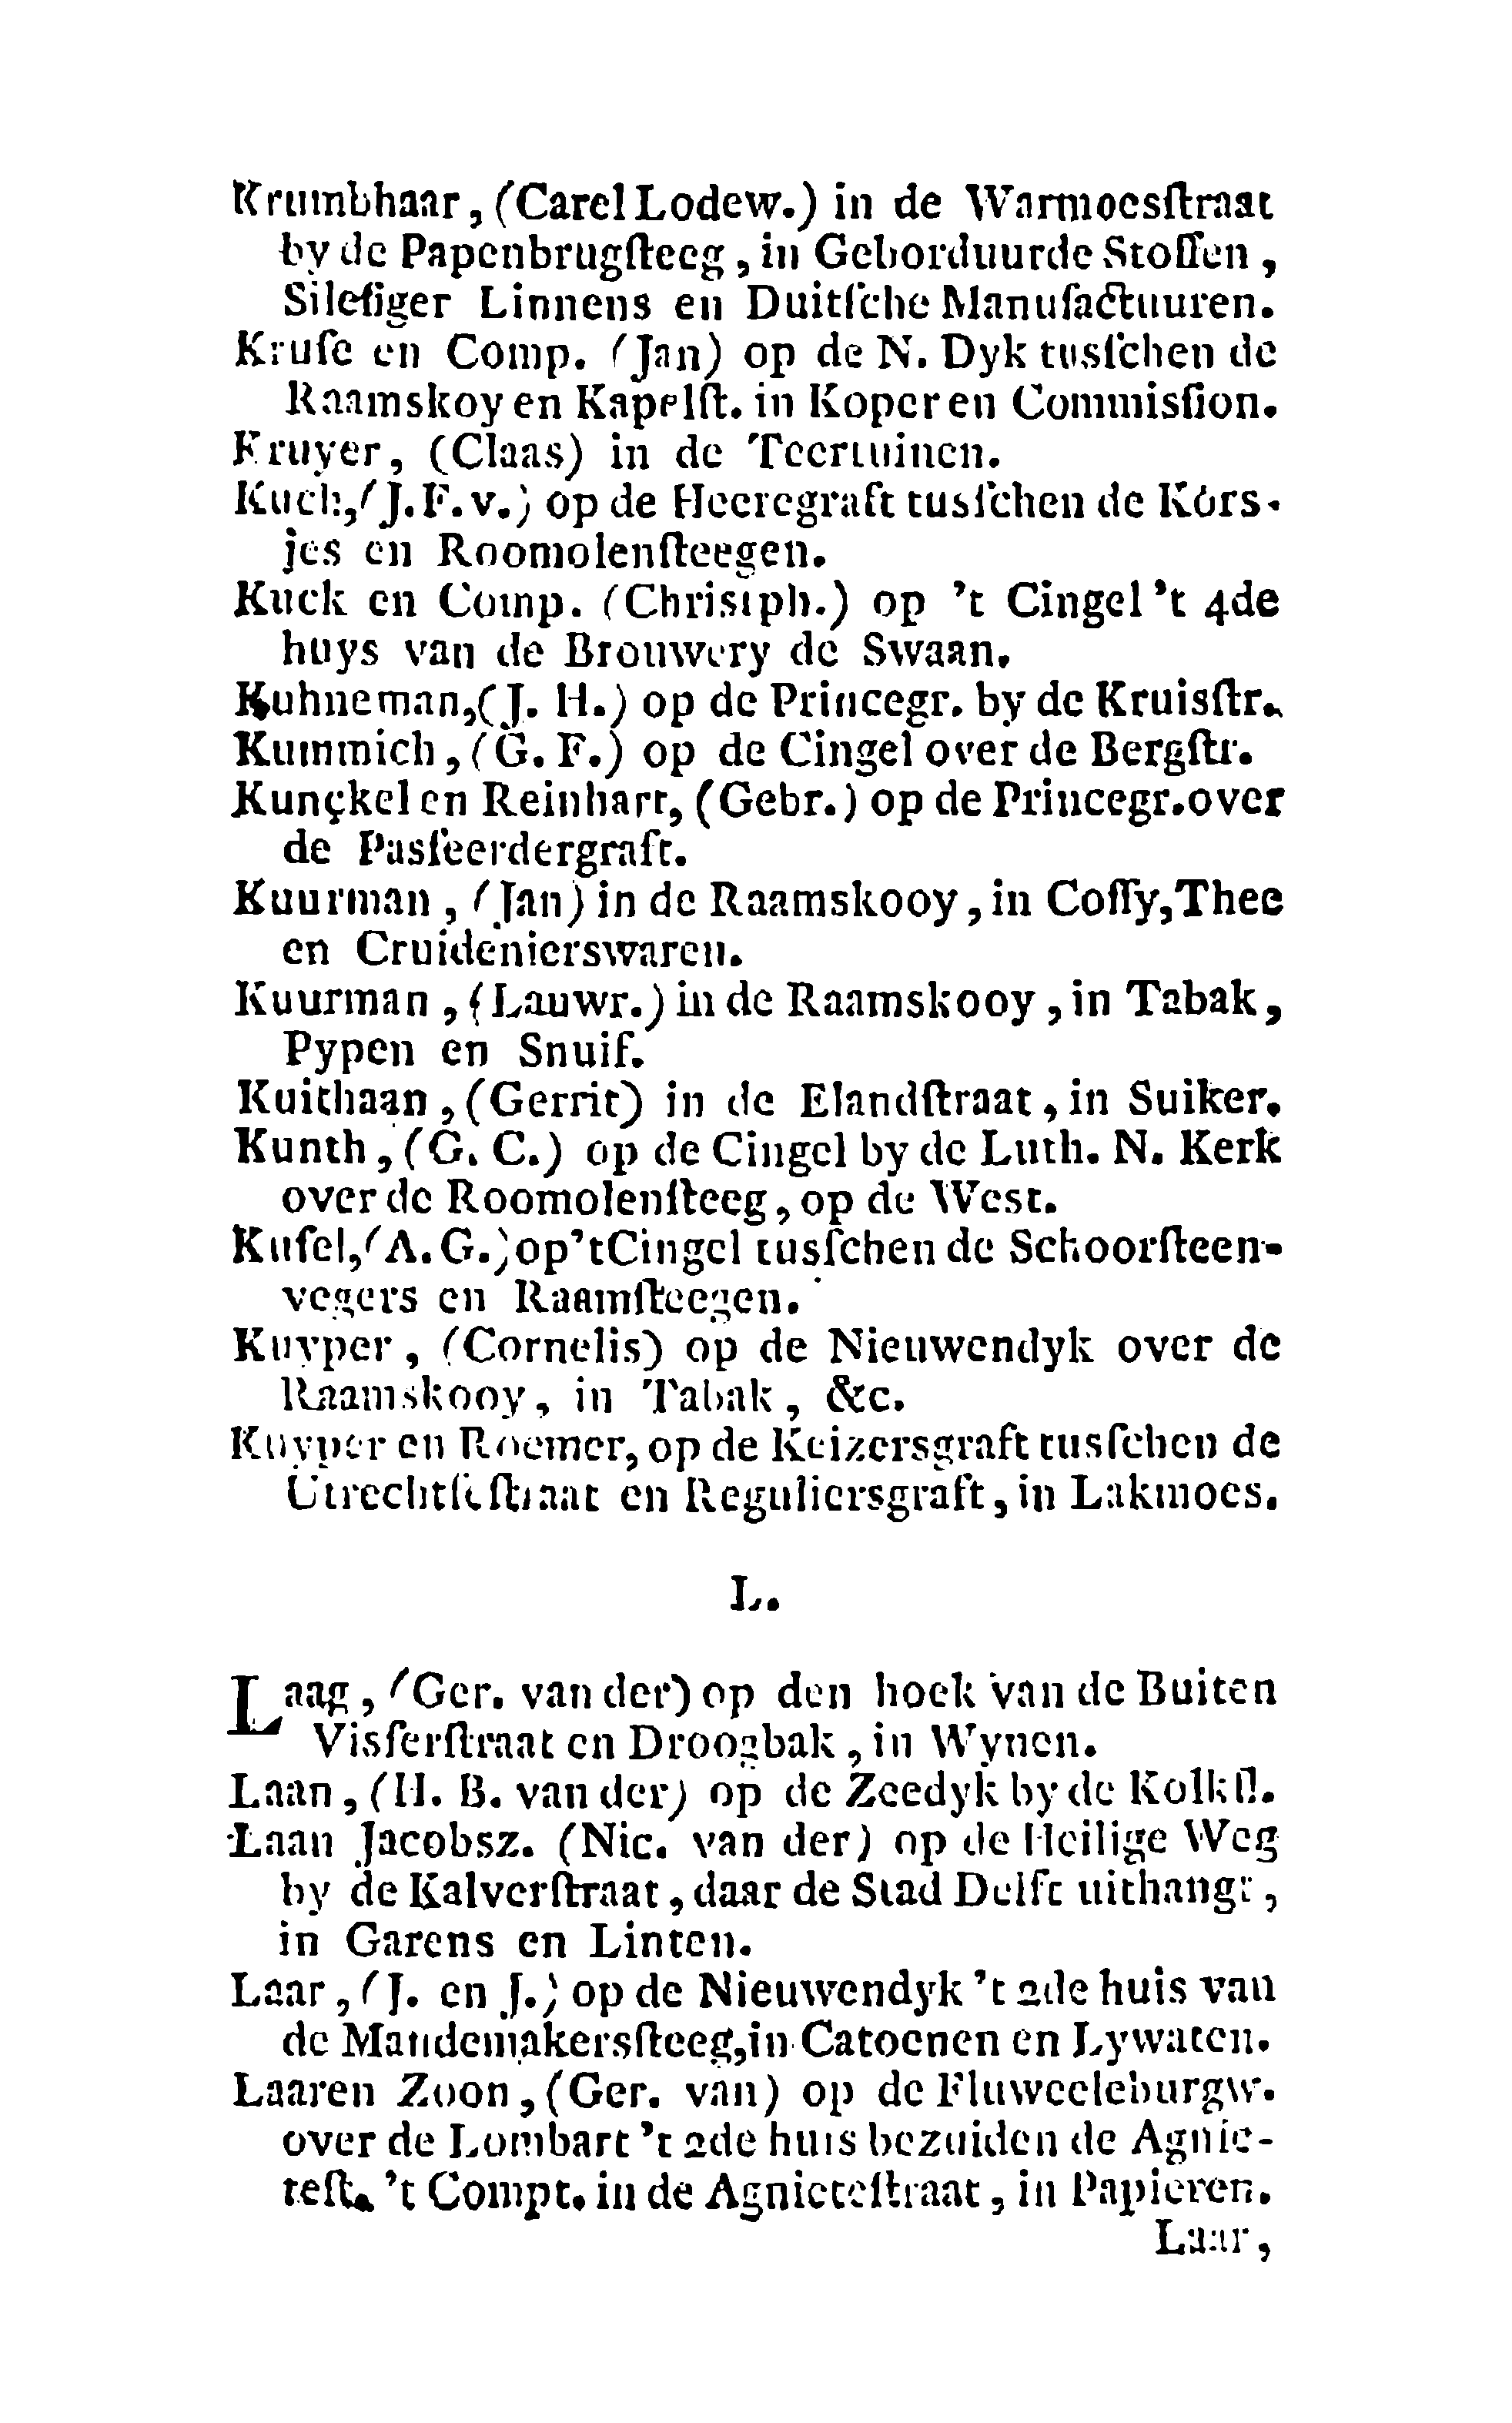 Krumbhaar, (Carel Lodew.) in de Warmoesſtraat
by de Papenbrugſteeg, in Geborduurde Stoffen,
Sileſiger Linnens en Duitſche Manufactuuren.
Kruſe en Comp. (Jan) op de N. Dyk tusſchen de
Raamskoy en Kapelſt. in Koper en Commisſion.
Kruyer, (Claas) in de Teertuinen.
Kuch, (J. F. v.) op de Heeregraft tusſchen de Kórs-
jes en Roomolenſteegen.
Kuck en Comp. (Christph.) op 't Cingel 't 4de
huys van de Brouwery de Swaan.
Kuhneman, (J. H.) op de Princegr. by de Kruisſtr.
Kummich, (G. F.) op de Cingel over de Bergſtr.
Kunçkel en Reinhart, (Gebr.) op de Princegr. over
de Pasſeerdergraft.
Kuurman, (Jan) in de Raamskooy, in Coffy, Thee
en Cruidenierswaren.
Kuurman, (Lauwr.) in de Raamskooy, in Tabak,
Pypen en Snuif.
Kuithaan, (Gerrit) in de Elandſtraat, in Suiker.
Kunth, (G. C.) op de Cingel by de Luth. N. Kerk
over de Roomolenſteeg, op de West.
Kuſel, (A. G.) op 't Cingel tusſchen de Schoorſteen-
vegers en Raamſteegen.
Kuyper, (Cornelis) op de Nieuwendyk over de
Raamskooy, in Tabak, &c.
Kuyper en Roemer, op de Keizersgraft tusſchen de
Utrechtſeſtraat en Reguliersgraft, in Lakmoes.
L.
Laag, (Ger. van der) op den hoek van de Buiten
Visſerſtraat en Droogbak, in Wynen.
Laan, (H. B. van der) op de Zeedyk by de Kolkſl.
Laan Jacobsz. (Nic. van der) op de Heilige Weg
by de Kalverſtraat, daar de Stad Delft uithangt,
in Garens en Linten.
Laar, (J. en J.) op de Nieuwendyk 't 2de huis van
de Mandemakersſteeg, in Catoenen en Lywaten.
Laaren Zoon, (Ger. van) op de Fluweeleburgw.
over de Lombart 't 2de huis bezuiden de Agnie-
teſt. 't Compt. in de Agnieteſtraat, in Papieren.
Laar,